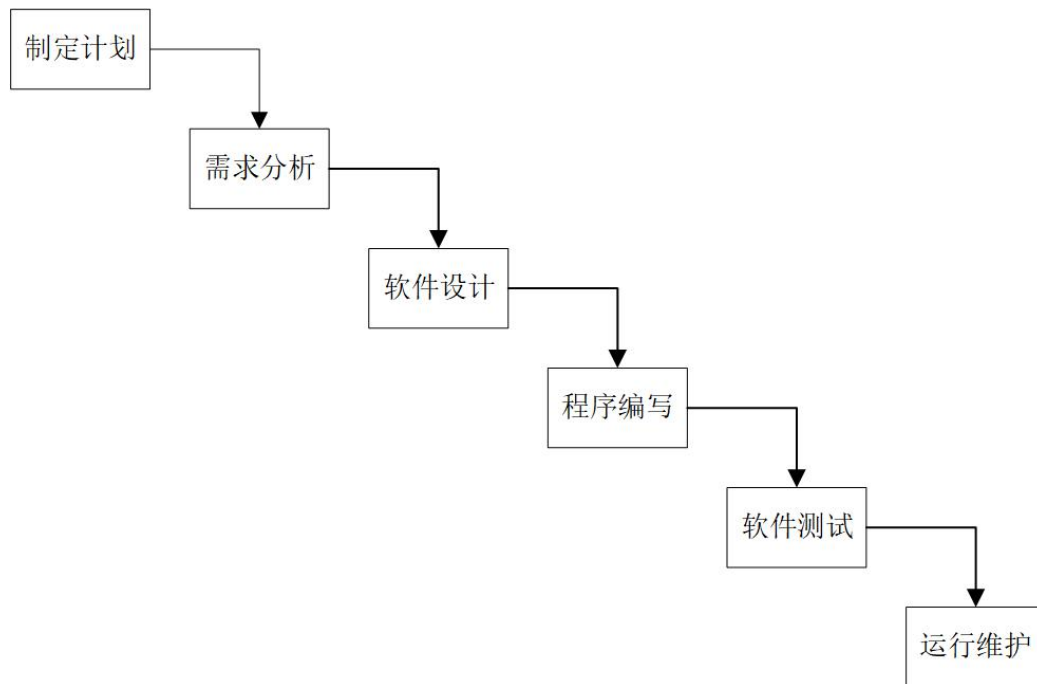 制定计划
需求分析
软件设计
程序编写
软件测试
运行维护